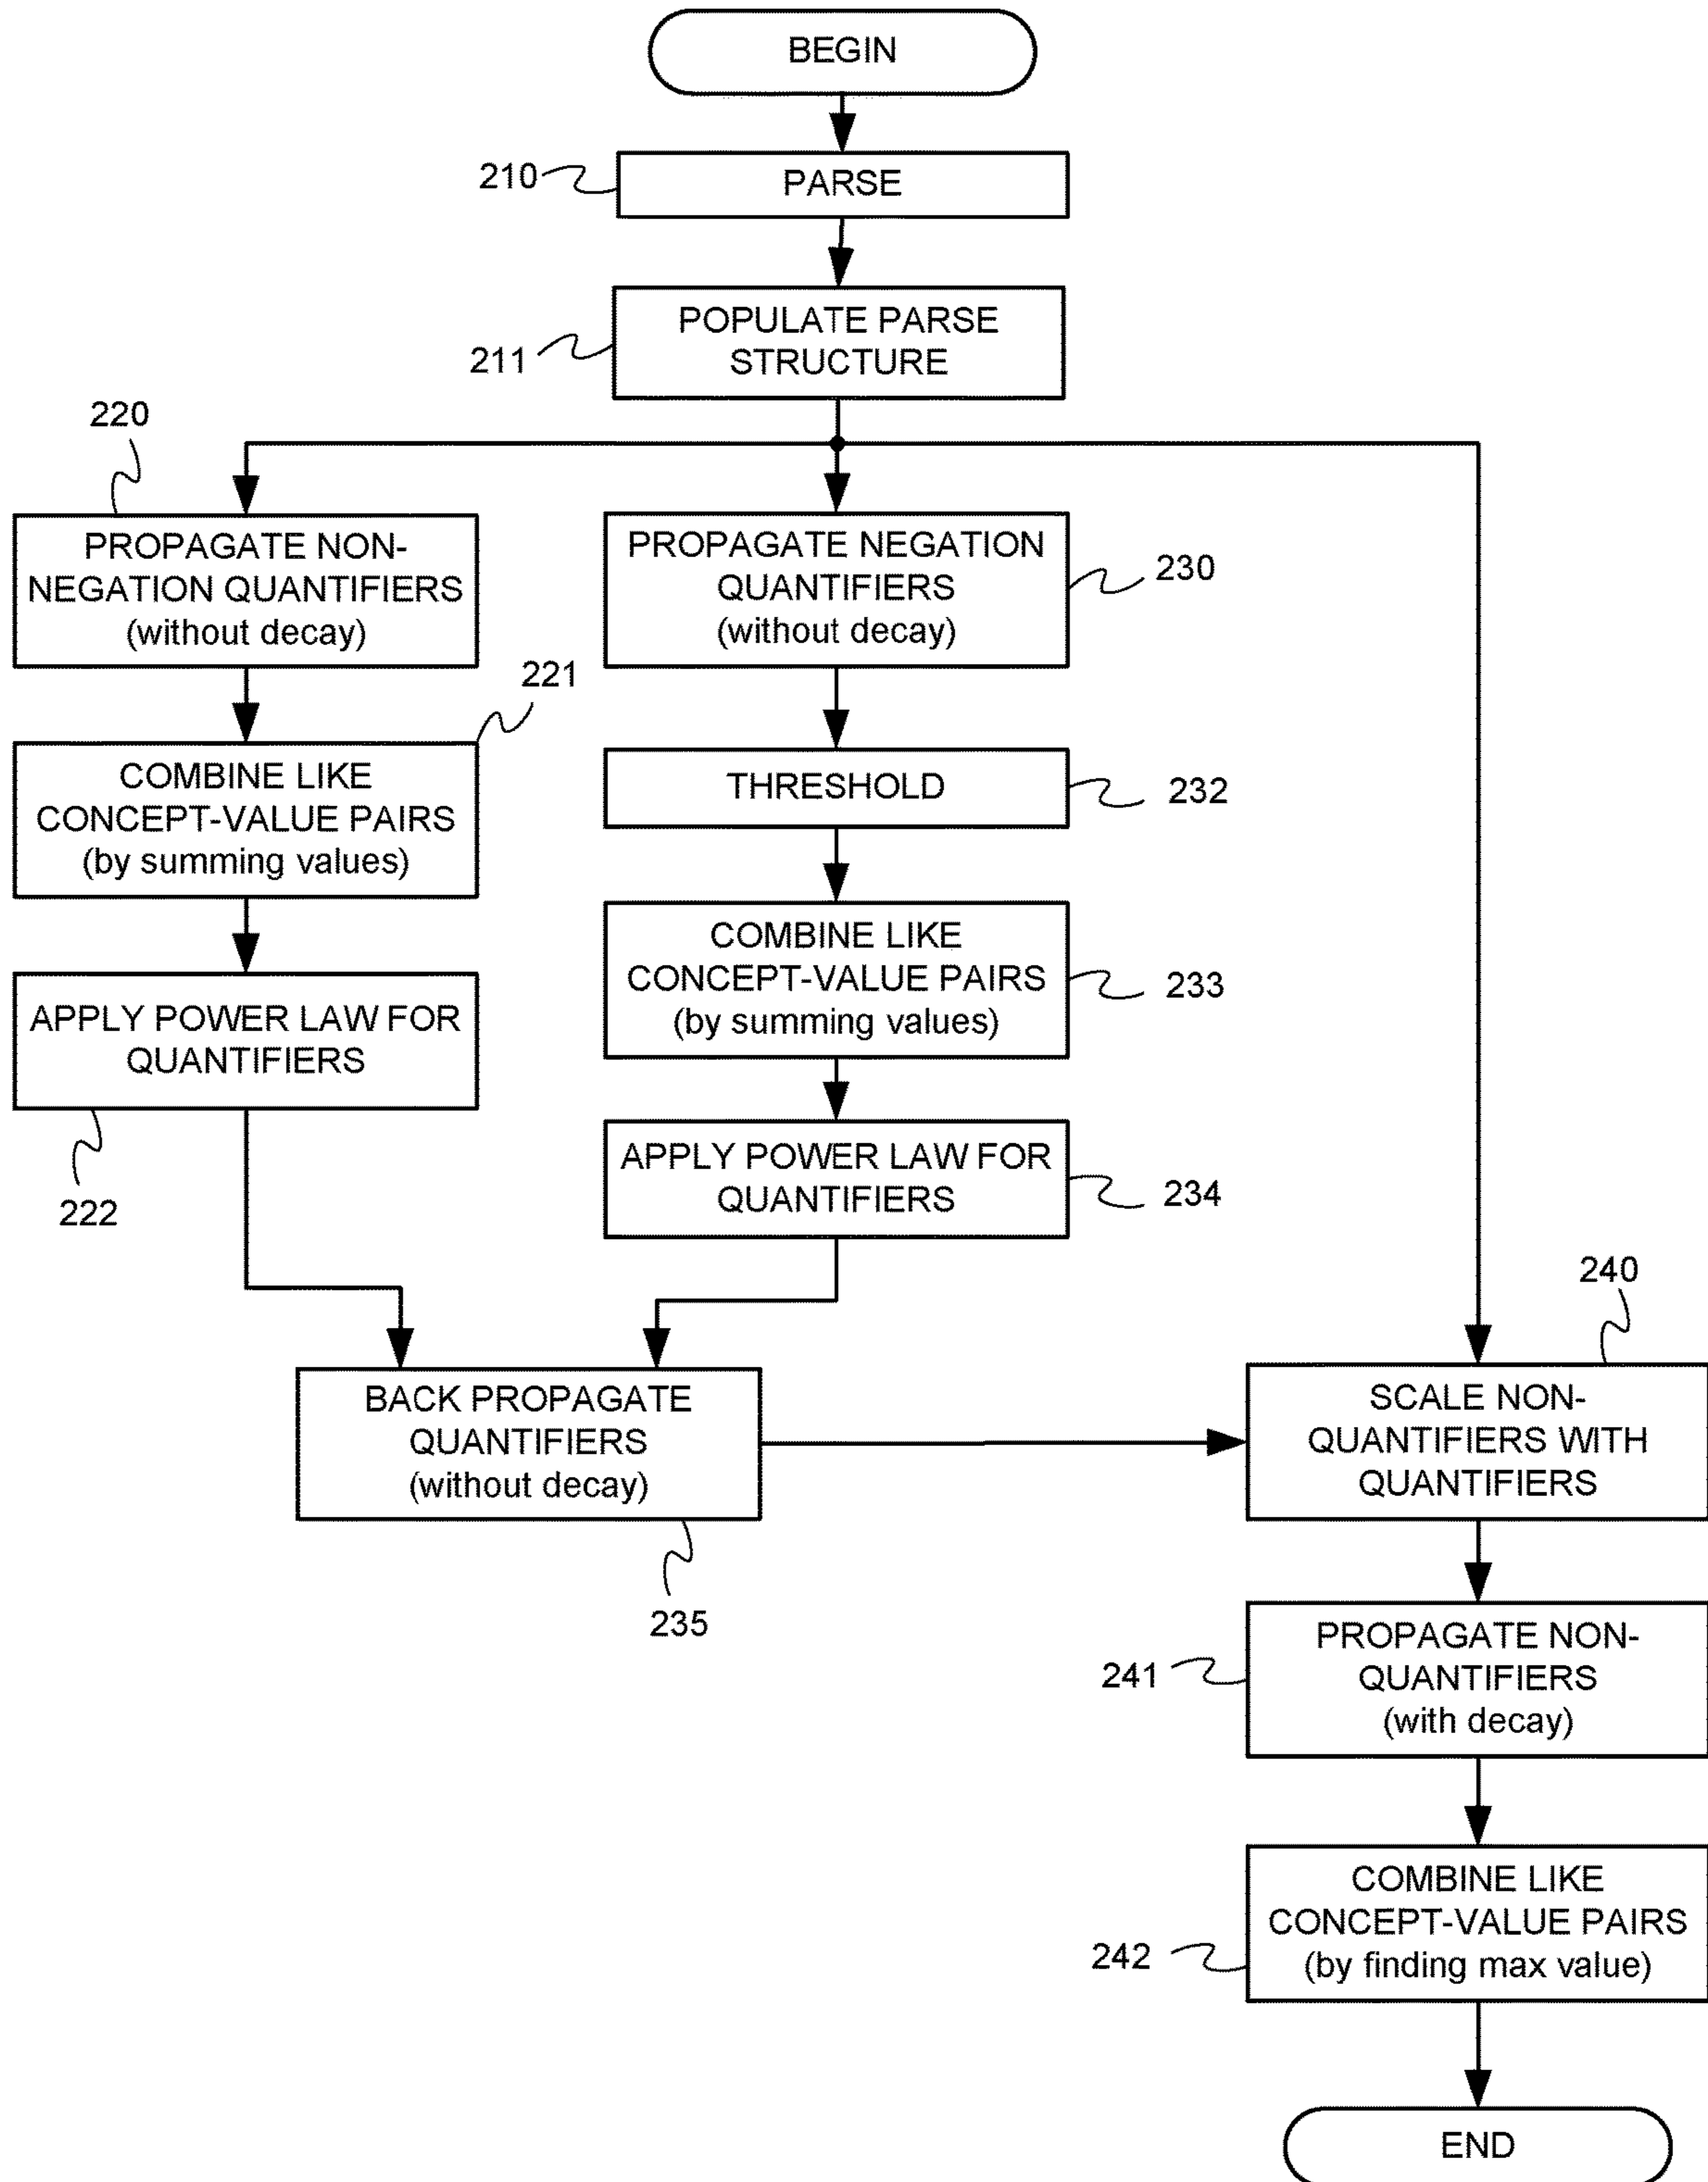 BEGIN
210
PARSE
211
POPULATE PARSE
STRUCTURE
220
PROPAGATE NON-
NEGATION QUANTIFIERS
(without decay)
PROPAGATE NEGATION
QUANTIFIERS
(without decay)
230
221
COMBINE LIKE
CONCEPT-VALUE PAIRS
(by summing values)
THRESHOLD
232
COMBINE LIKE
CONCEPT-VALUE PAIRS
(by summing values)
233
APPLY POWER LAW FOR
QUANTIFIERS
222
APPLY POWER LAW FOR
QUANTIFIERS
234
BACK PROPAGATE
QUANTIFIERS
(without decay)
235
240
SCALE NON-
QUANTIFIERS WITH
QUANTIFIERS
241
PROPAGATE NON-
QUANTIFIERS
(with decay)
242
COMBINE LIKE
CONCEPT-VALUE PAIRS
(by finding max value)
END